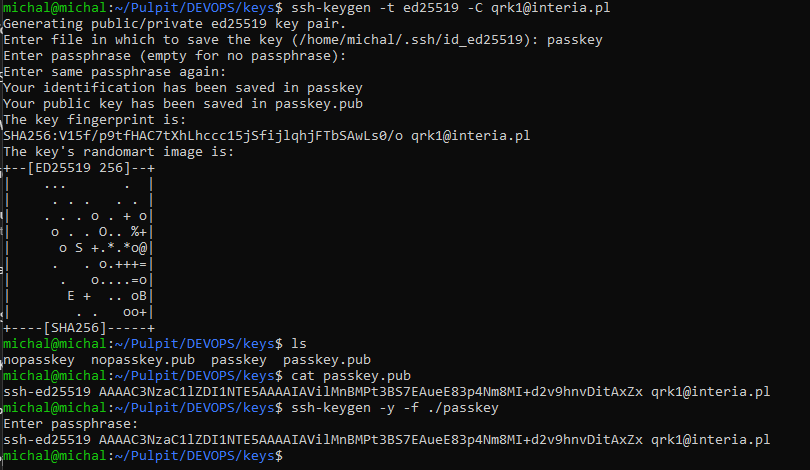 michal@michal:~/Pulpit/DEVOPS/keys$ ssh-keygen -t ed25519 -C qrk1@interia.pl
Generating public/private ed25519 key pair.
Enter file in which to save the key (/home/michal/.ssh/id_ed25519): passkey
Enter passphrase (empty for no passphrase):
Enter same passphrase again:
Your identification has been saved in passkey
Your public key has been saved in passkey.pub
The key fingerprint is:
SHA256:V15f/p9tfHAC7tXhLhccc15jSfijlqhjFTbSAwLs0/o qrk1@interia.pl
The key's randomart image is:
+--[ED25519 256]--+
|    ...       .  |
|     . . .   . . |
|    . . . o . + o|
|     o . . O.. %+|
|      o S +.*.*o@|
|     .   . o.+++=|
|      .   o....=o|
|       E +  .. oB|
|        . .   oo+|
+----[SHA256]-----+
michal@michal:~/Pulpit/DEVOPS/keys$ ls
nopasskey  nopasskey.pub  passkey  passkey.pub
michal@michal:~/Pulpit/DEVOPS/keys$ cat passkey.pub
ssh-ed25519 AAAAC3NzaC1lZDI1NTE5AAAAIAVilMnBMPt3BS7EAueE83p4Nm8MI+d2v9hnvDitAxZx qrk1@interia.pl
michal@michal:~/Pulpit/DEVOPS/keys$ ssh-keygen -y -f ./passkey
Enter passphrase:
ssh-ed25519 AAAAC3NzaC1lZDI1NTE5AAAAIAVilMnBMPt3BS7EAueE83p4Nm8MI+d2v9hnvDitAxZx qrk1@interia.pl
michal@michal:~/Pulpit/DEVOPS/keys$